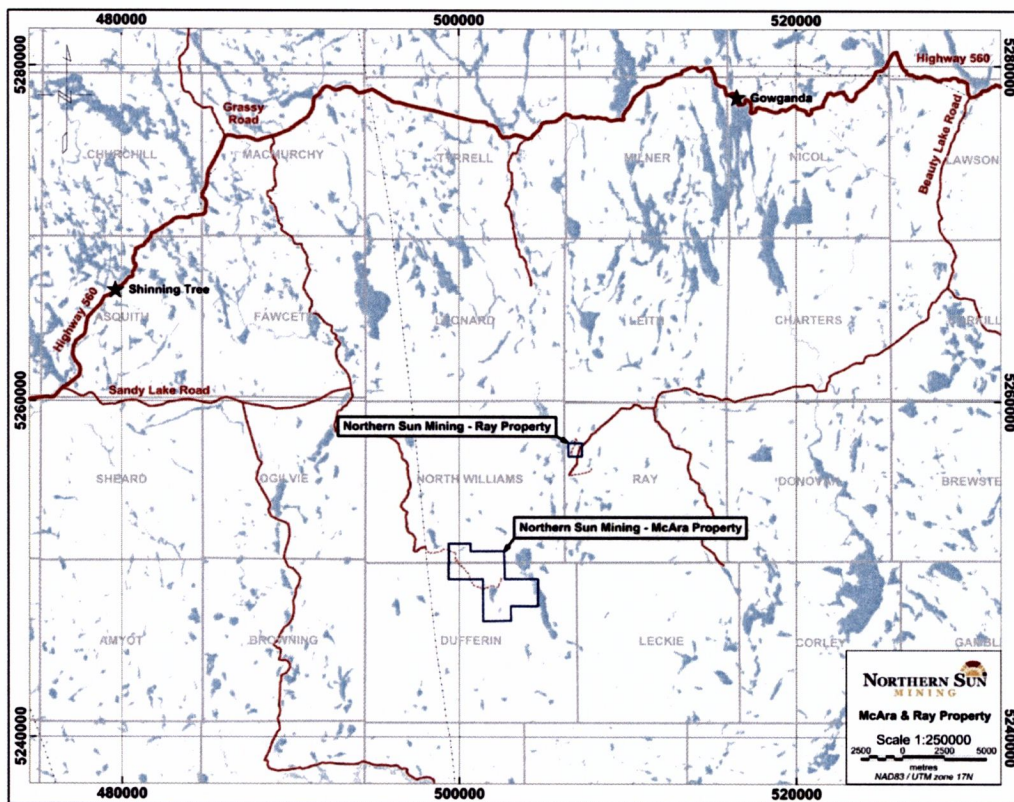 480000
500000
520000
5280000
5280000
Highway 560
Gowganda
Grassy
Road
CHURCHILL
MACHURCHY
TYRRELL
MILNER
NICOL
LAWSON
Beauty Lake Road
Shinning Tree
Highway 560
ASQUITH
FAWCETT
LEONARD
LEITH
CHARTERS
Sandy Lake Road
5260000
5260000
Northern Sun Mining - Ray Property
SHEARD
OGILVIE
NORTH WILLIAMS
RAY
DONOVAN
BREWSTE
Northern Sun Mining - McAra Property
AMYOT
BROWNING
DUFFERIN
LECKIE
CORLEY
GAMBL
NORTHERN SUN
MINING
McAra & Ray Property
Scale 1:250000
2500 0 2500 5000
metres
NAD83 / UTM zone 17N
5240000
5240000
480000
500000
520000